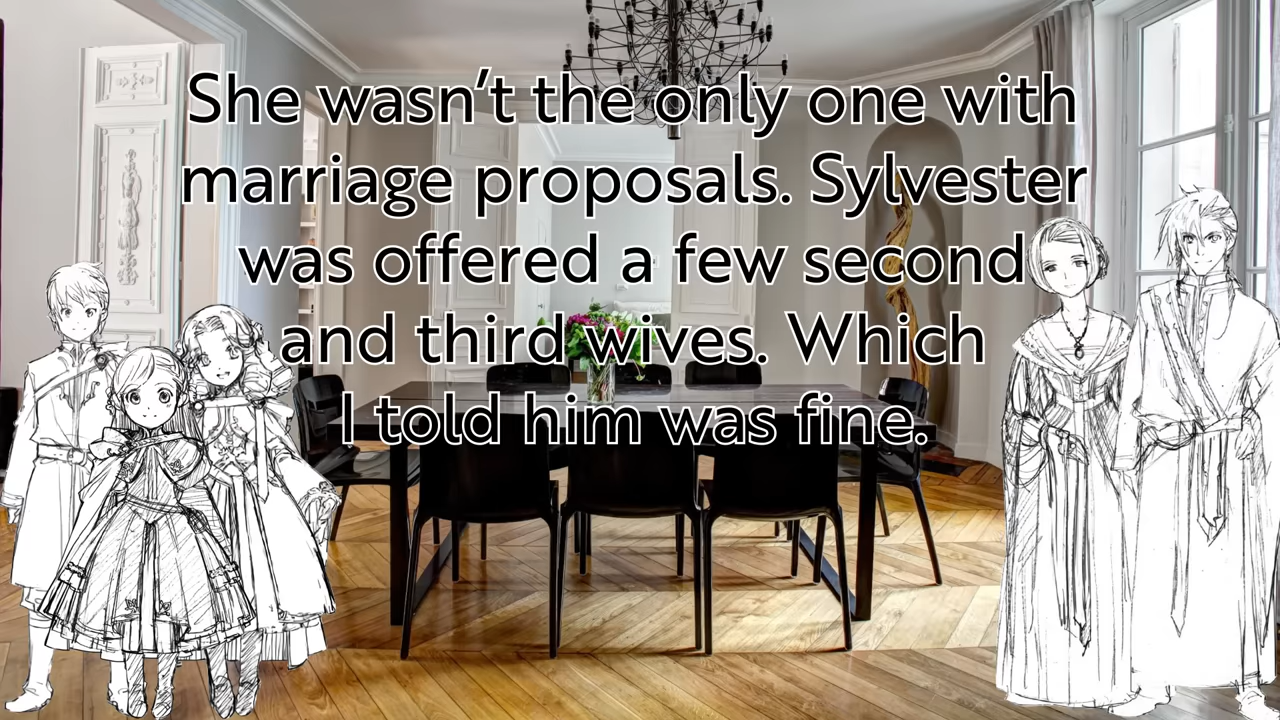 She wasn't the only one with
marriage proposals. Sylvester
was offered a few second
and third wives. Which
I told him was fine.